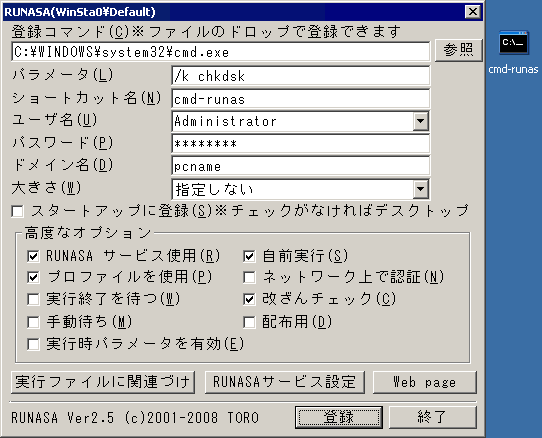 RUNASA(WinSta0¥Default)
登録コマンド(C)※ファイルのドロップで登録できます
C:¥WINDOWS¥system32¥cmd.exe 参照
パラメータ(L) /k chkdsk
ショートカット名(N) cmd-runas
ユーザ名(U) Administrator
パスワード(P) ********
ドメイン名(D) pcname
大きさ(W) 指定しない
スタートアップに登録(S)※チェックがなければデスクトップ
高度なオプション
RUNASA サービス使用(R) 自前実行(S)
プロファイルを使用(P) ネットワーク上で認証(N)
実行終了を待つ(W) 改ざんチェック(C)
手動待ち(M) 配布用(D)
実行時パラメータを有効(E)
実行ファイルに関連づけ RUNASAサービス設定 Web page
RUNASA Ver2.5 (c)2001-2008 TORO 登録 終了
C:\_
cmd-runas